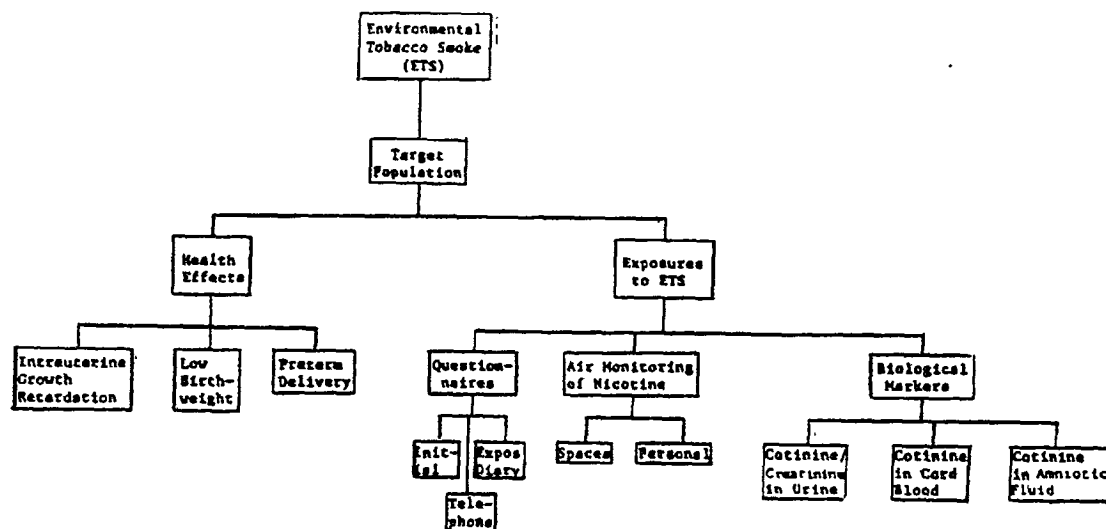 Environmental
Tobacco Smoke
(ETS)
Target
Population
Health
Effects
Exposures
to ETS
Intrauterine
Growth
Retardation
Low
Birth-
weight
Preterm
Delivery
Question-
naires
Air Monitoring
of Nicotine
Biological
Markers
Init-
ial
Expos
Diary
Tele-
phone
Spaces
Personal
Cotinine/
Creatinine
in Urine
Cotinine
in Cord
Blood
Cotinine
in Amniotic
Fluid